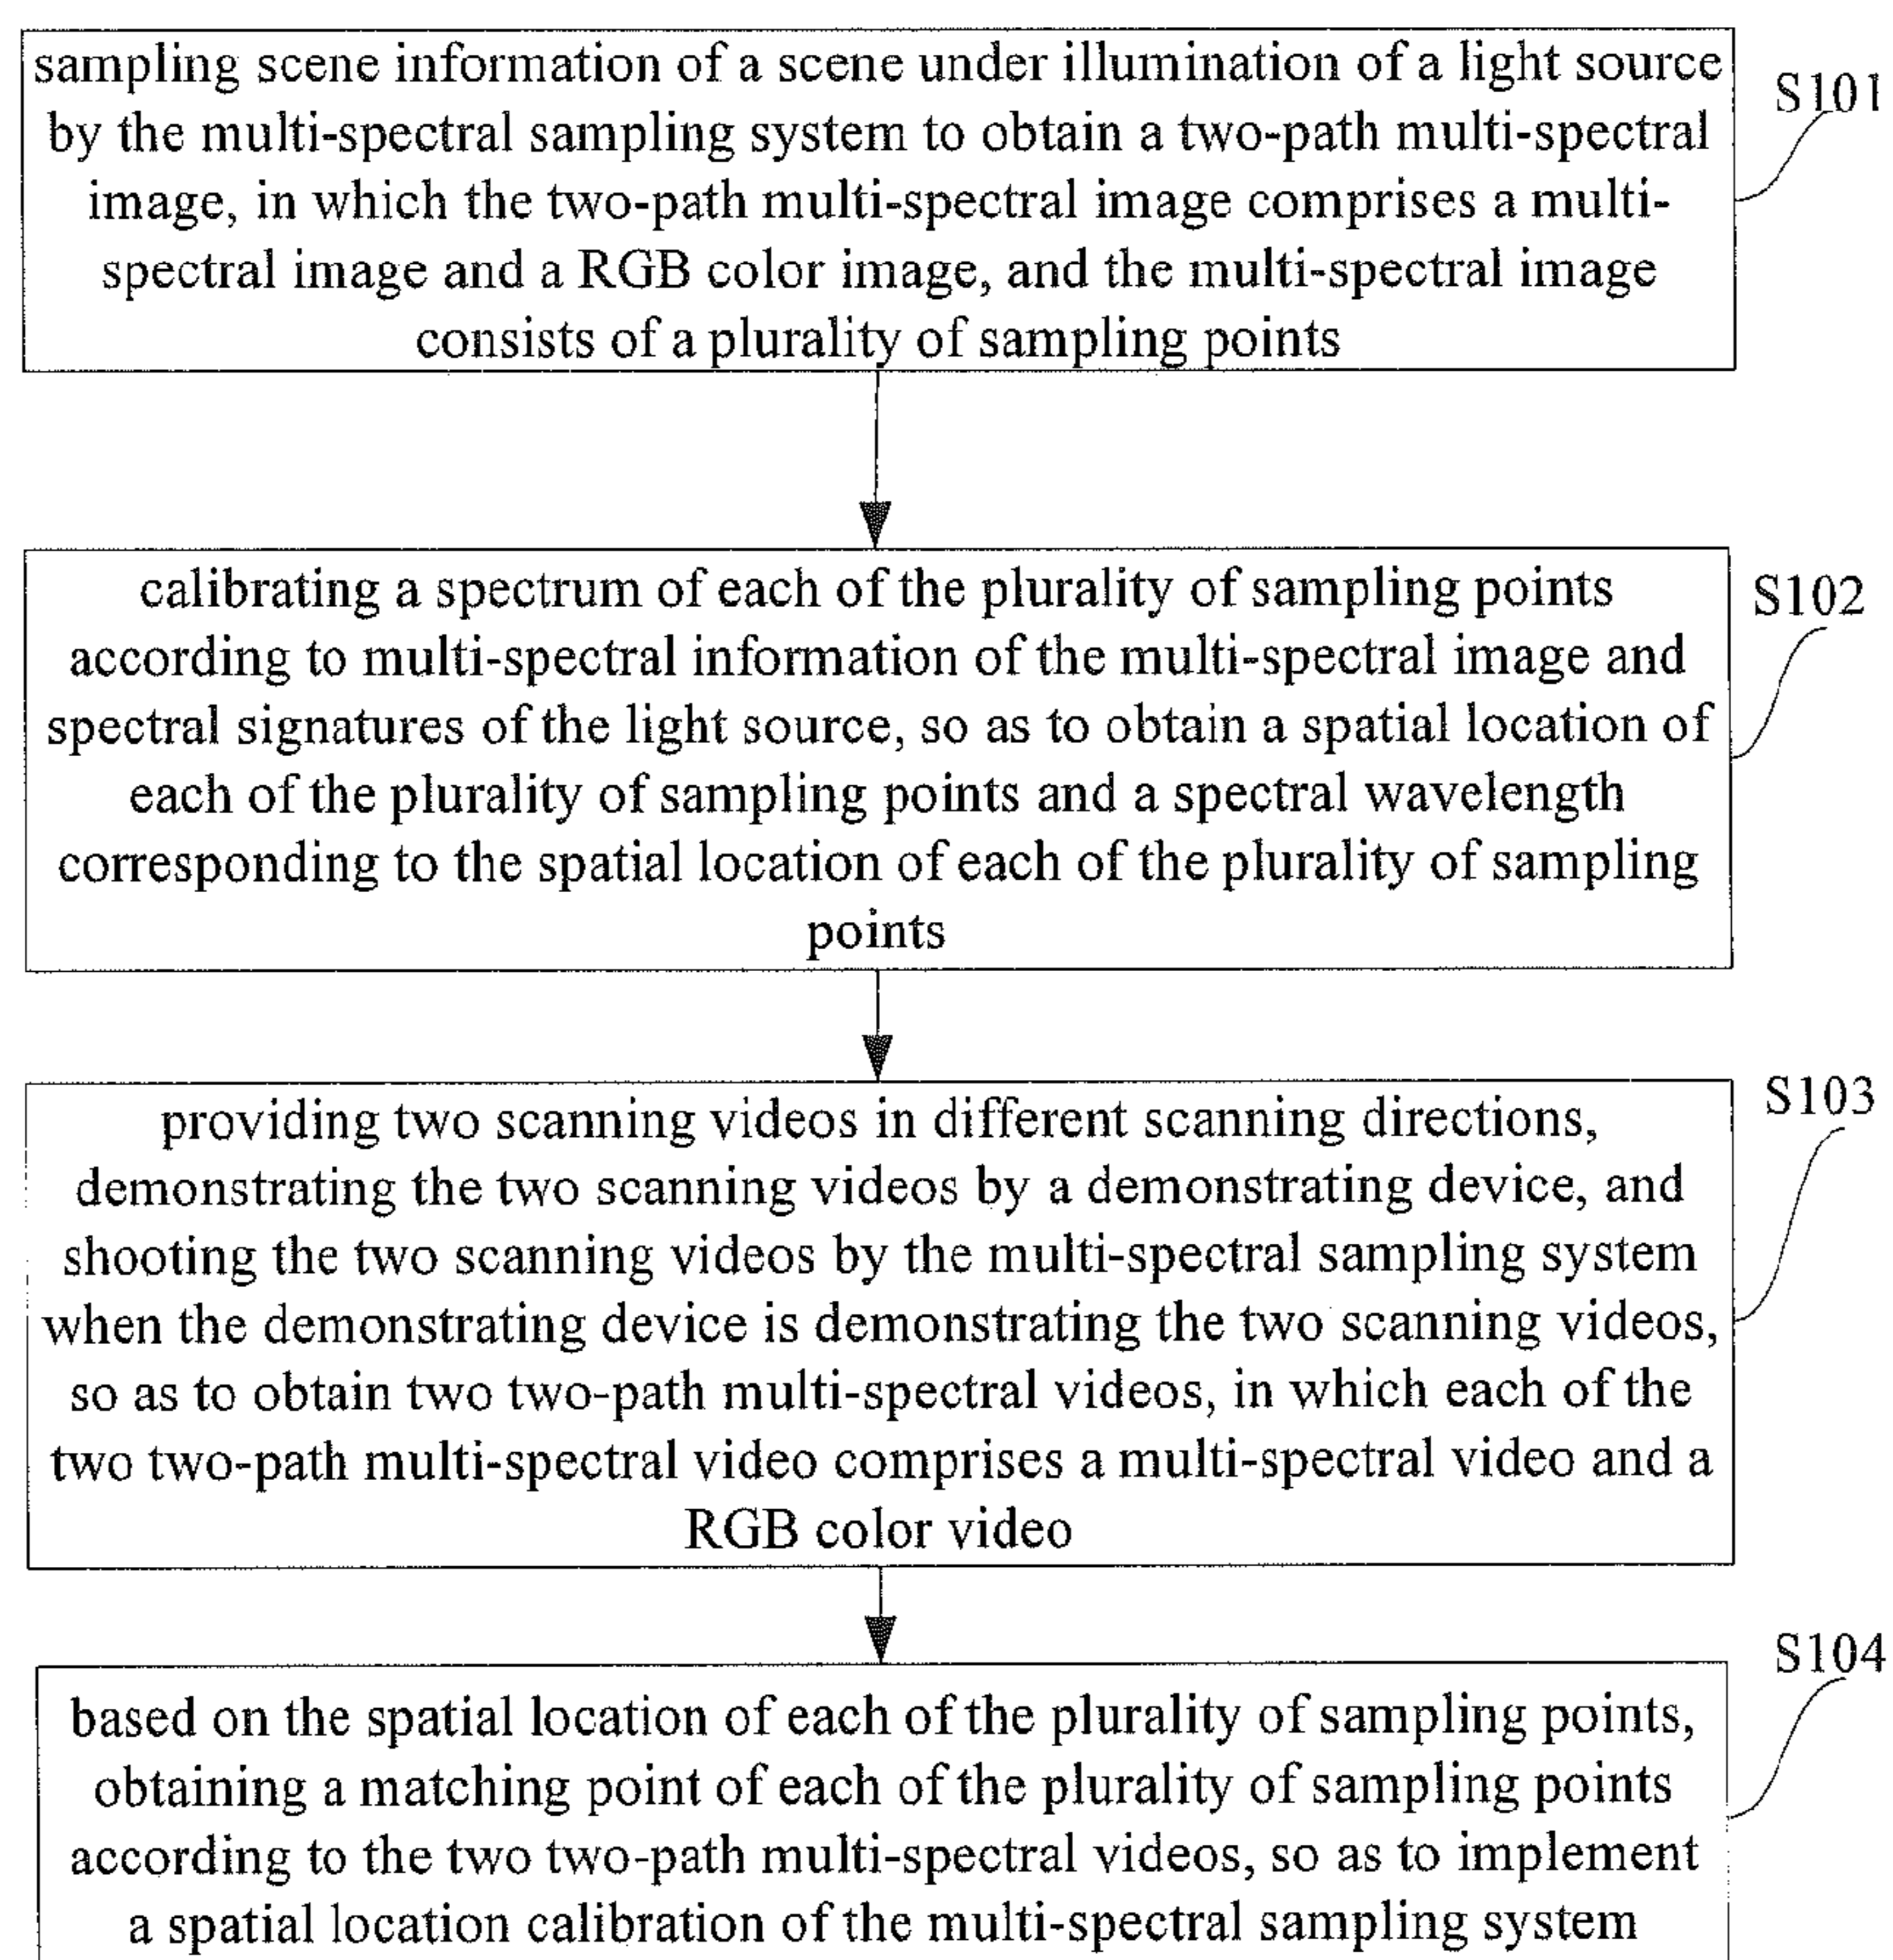 sampling scene information of a scene under illumination of a light source
by the multi-spectral sampling system to obtain a two-path multi-spectral
image, in which the two-path multi-spectral image comprises a multi-
spectral image and a RGB color image, and the multi-spectral image
consists of a plurality of sampling points
S101
calibrating a spectrum of each of the plurality of sampling points
according to multi-spectral information of the multi-spectral image and
spectral signatures of the light source, so as to obtain a spatial location of
each of the plurality of sampling points and a spectral wavelength
corresponding to the spatial location of each of the plurality of sampling
points
S102
providing two scanning videos in different scanning directions,
demonstrating the two scanning videos by a demonstrating device, and
shooting the two scanning videos by the multi-spectral sampling system
when the demonstrating device is demonstrating the two scanning videos,
so as to obtain two two-path multi-spectral videos, in which each of the
two two-path multi-spectral video comprises a multi-spectral video and a
RGB color video
S103
based on the spatial location of each of the plurality of sampling points,
obtaining a matching point of each of the plurality of sampling points
according to the two two-path multi-spectral videos, so as to implement
a spatial location calibration of the multi-spectral sampling system
S104